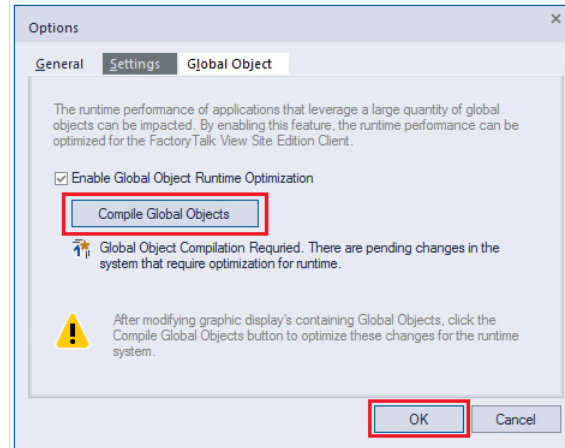 Options
General Settings Global Object
The runtime performance of applications that leverage a large quantity of global
objects can be impacted. By enabling this feature, the runtime performance can be
optimized for the FactoryTalk View Site Edition Client.
Enable Global Object Runtime Optimization
Compile Global Objects
Global Object Compilation Requried. There are pending changes in the
system that require optimization for runtime.
After modifying graphic display's containing Global Objects, click the
Compile Global Objects button to optimize these changes for the runtime
system.
OK Cancel